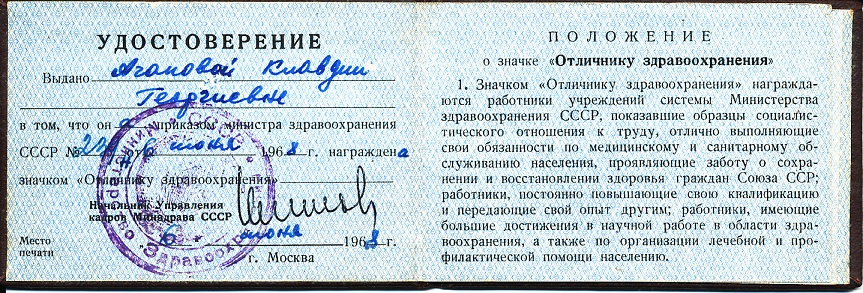 УДОСТОВЕРЕНИЕ
Выдано Агаповой Клавдии
Георгиевне
в том, что она приказом министра здравоохранения
СССР № от 6 июня 1968 г. награждена
значком «Отличнику здравоохранения»
Начальник Управления
кадров Минздрава СССР
Место
печати
6 июня 1968 г.
г. Москва
ПОЛОЖЕНИЕ
о значке «Отличнику здравоохранения»
1. Значком «Отличнику здравоохранения» награжда-
ются работники учреждений системы Министерства
здравоохранения СССР, показавшие образцы социалис-
тического отношения к труду, отлично выполняющие
свои обязанности по медицинскому и санитарному об-
служиванию населения, проявляющие заботу о сохра-
нении и восстановлении здоровья граждан Союза ССР;
работники, постоянно повышающие свою квалификацию
и передающие свой опыт другим; работники, имеющие
большие достижения в научной работе в области здра-
воохранения, а также по организации лечебной и про-
филактической помощи населению.